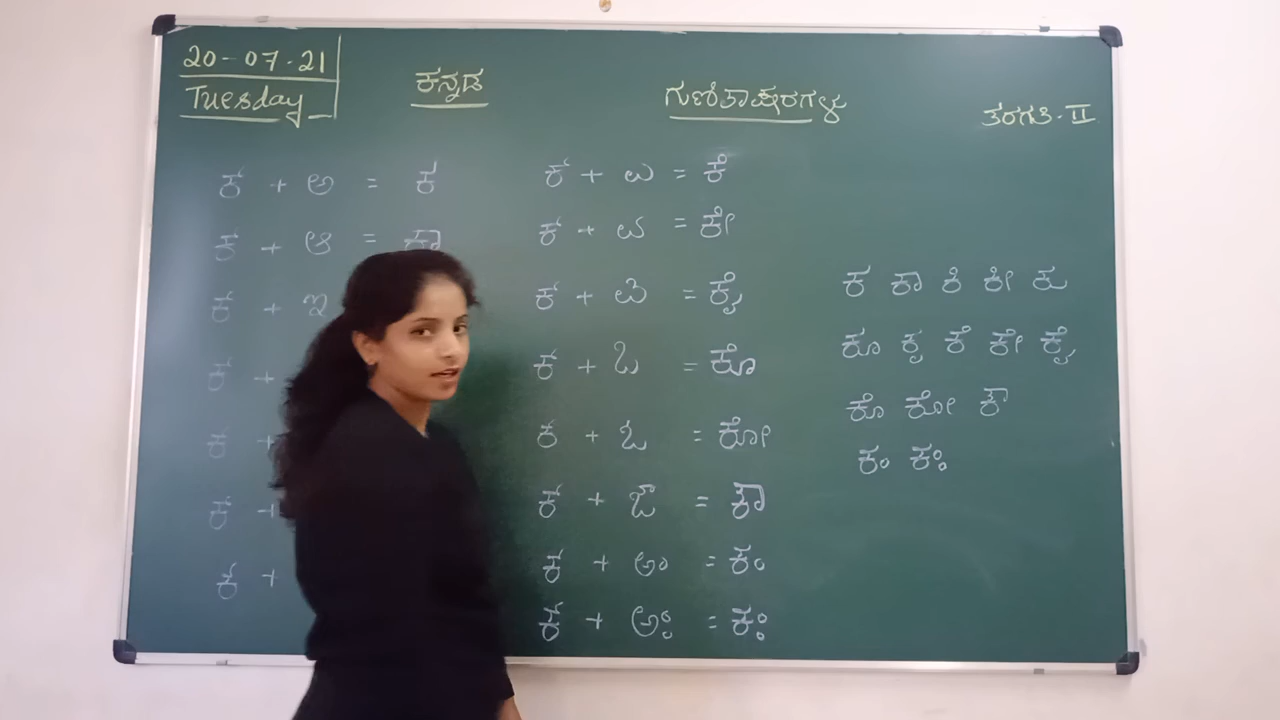 20-07-21
Tuesday
ಕನ್ನಡ
ಗುಣಿತಾಕ್ಷರಗಳು
ತರಗತಿ-II
ಕ್ + ಅ = ಕ
ಕ್ + ಆ = ಕಾ
ಕ್ + ಇ
ಕ್ +
ಕ್ +
ಕ್ +
ಕ್ +
ಕ್ + ಎ = ಕೆ
ಕ್ + ಏ = ಕೇ
ಕ್ + ಐ = ಕೈ
ಕ್ + ಒ = ಕೊ
ಕ್ + ಓ = ಕೋ
ಕ್ + ಔ = ಕೌ
ಕ್ + ಅಂ = ಕಂ
ಕ್ + ಅಃ = ಕಃ
ಕ ಕಾ ಕಿ ಕೀ ಕು
ಕೂ ಕೃ ಕೆ ಕೇ ಕೈ
ಕೊ ಕೋ ಕೌ
ಕಂ ಕಃ